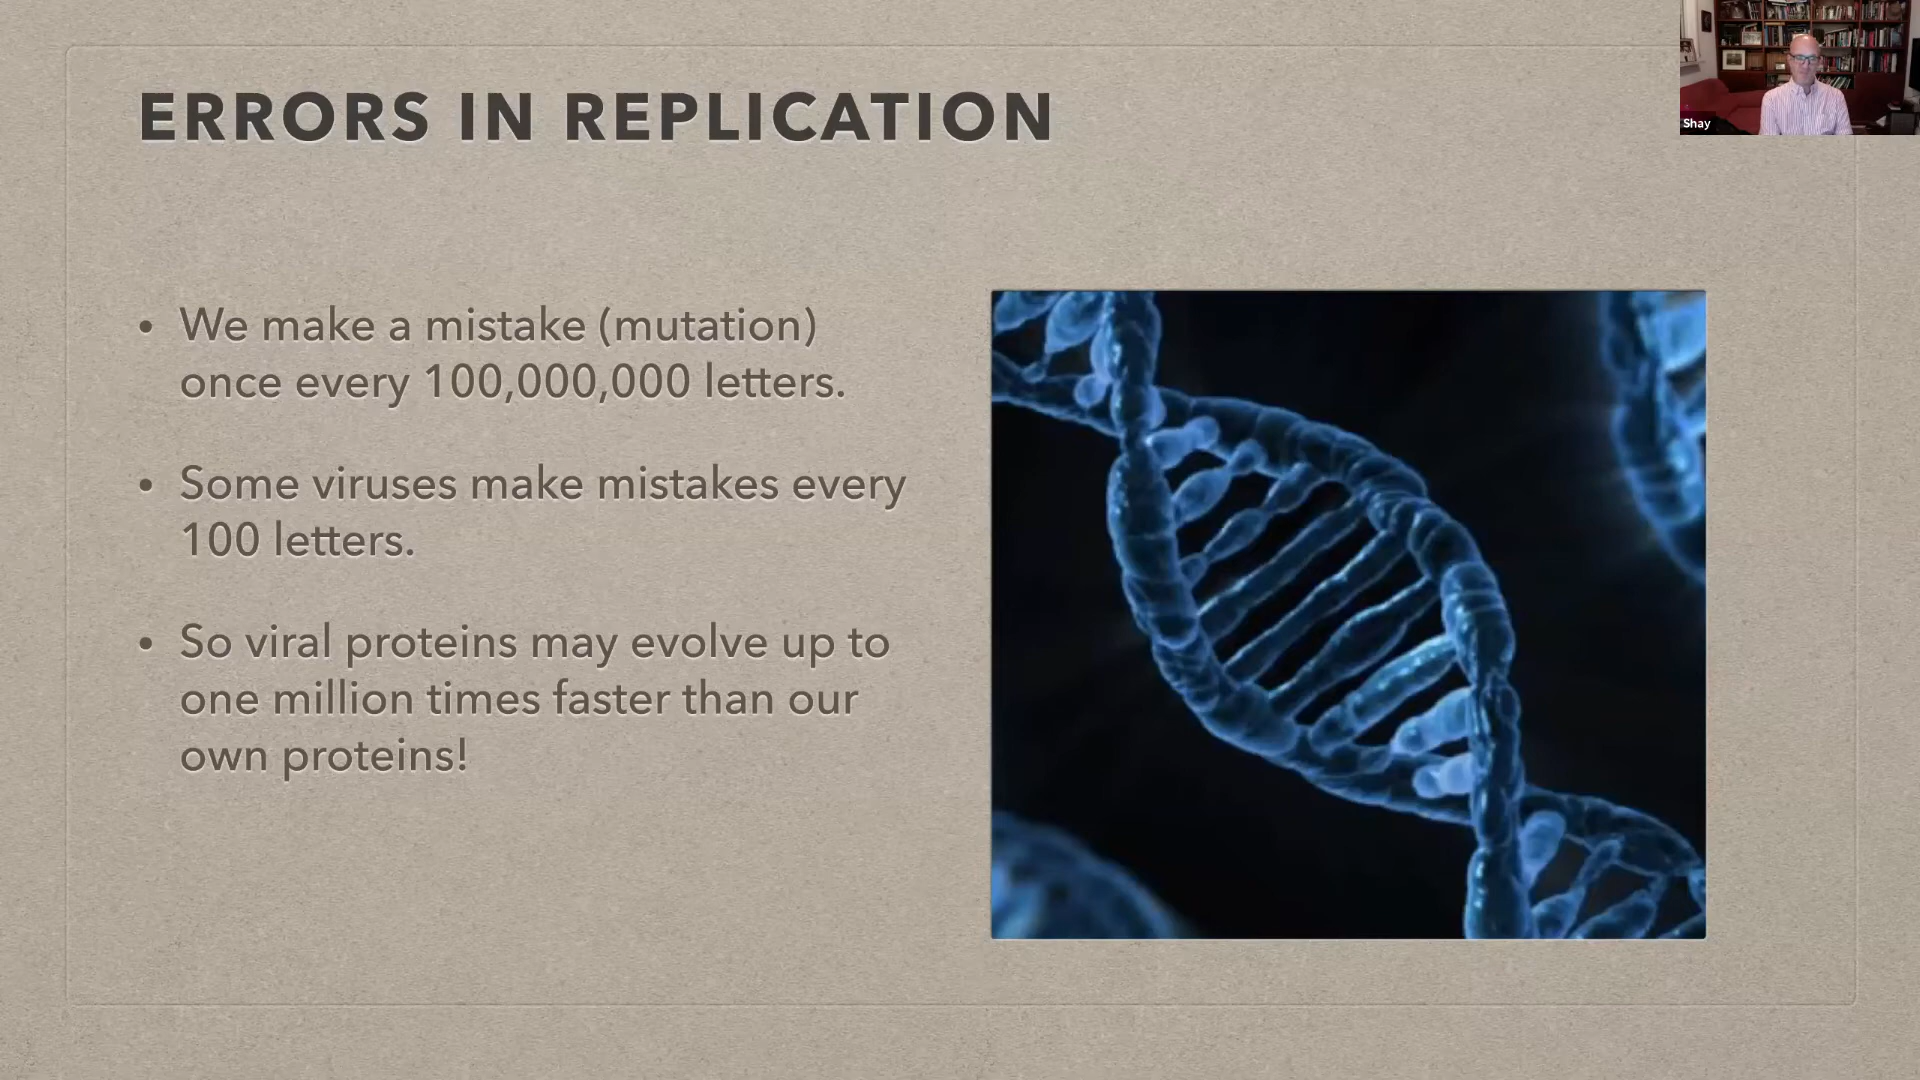 ERRORS IN REPLICATION
Shay
• We make a mistake (mutation)
once every 100,000,000 letters.
• Some viruses make mistakes every
100 letters.
• So viral proteins may evolve up to
one million times faster than our
own proteins!